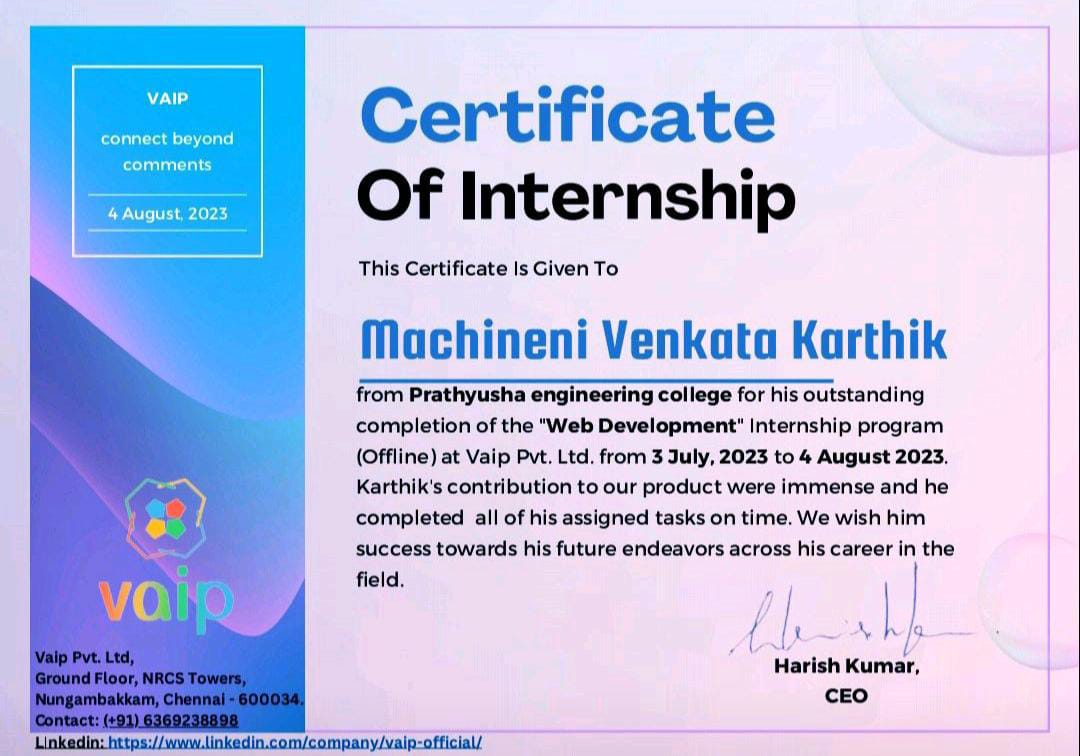 VAIP
connect beyond
comments
4 August, 2023
Certificate
Of Internship
This Certificate Is Given To
Machineni Venkata Karthik
from Prathyusha engineering college for his outstanding
completion of the "Web Development" Internship program
(Offline) at Vaip Pvt. Ltd. from 3 July, 2023 to 4 August 2023.
Karthik's contribution to our product were immense and he
completed all of his assigned tasks on time. We wish him
success towards his future endeavors across his career in the
field.
Harish Kumar,
CEO
vaip
Vaip Pvt. Ltd,
Ground Floor, NRCS Towers,
Nungambakkam, Chennai - 600034.
Contact: (+91) 6369238898
LInkedin: https://www.linkedin.com/company/vaip-official/